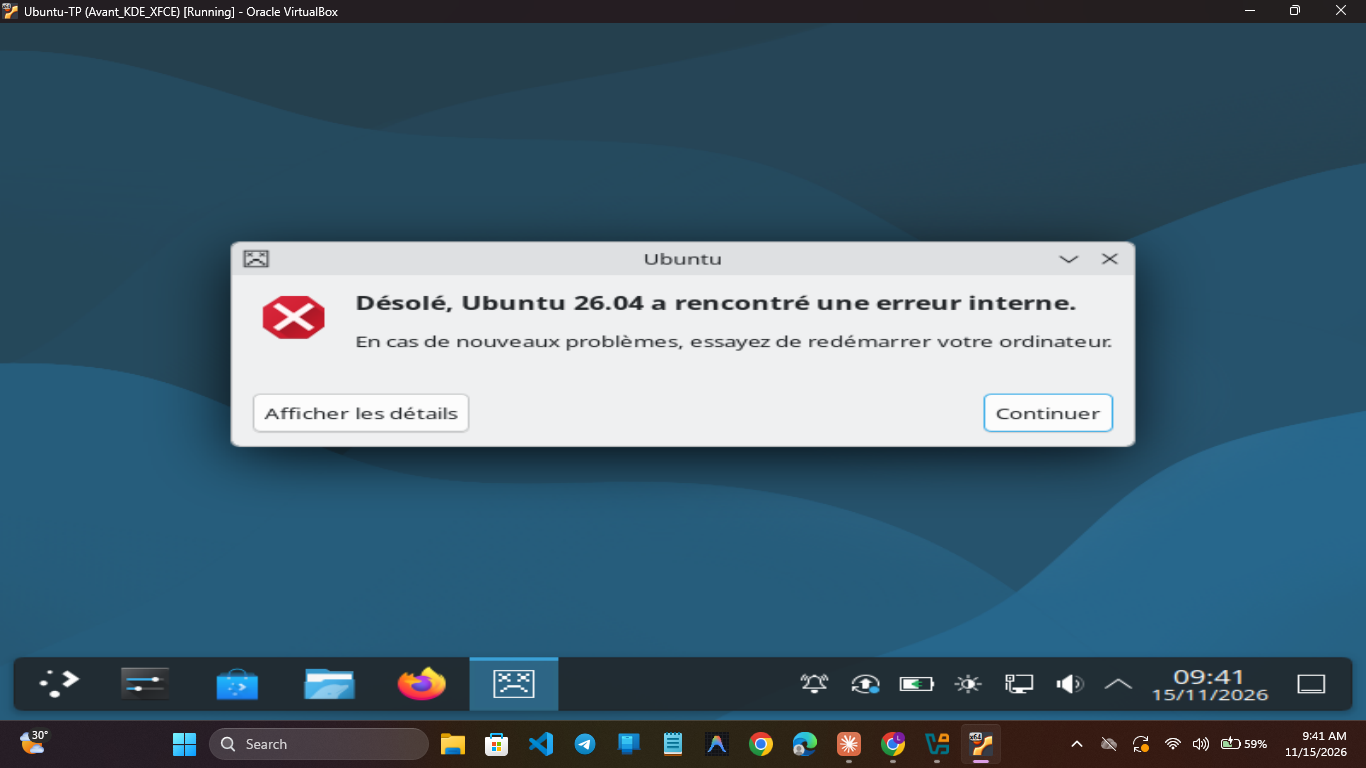 Ubuntu-TP (Avant_KDE_XFCE) [Running] - Oracle VirtualBox
Ubuntu
Désolé, Ubuntu 26.04 a rencontré une erreur interne.
En cas de nouveaux problèmes, essayez de redémarrer votre ordinateur.
Afficher les détails
Continuer
09:41
15/11/2026
30°
Search
59%
9:41 AM
11/15/2026